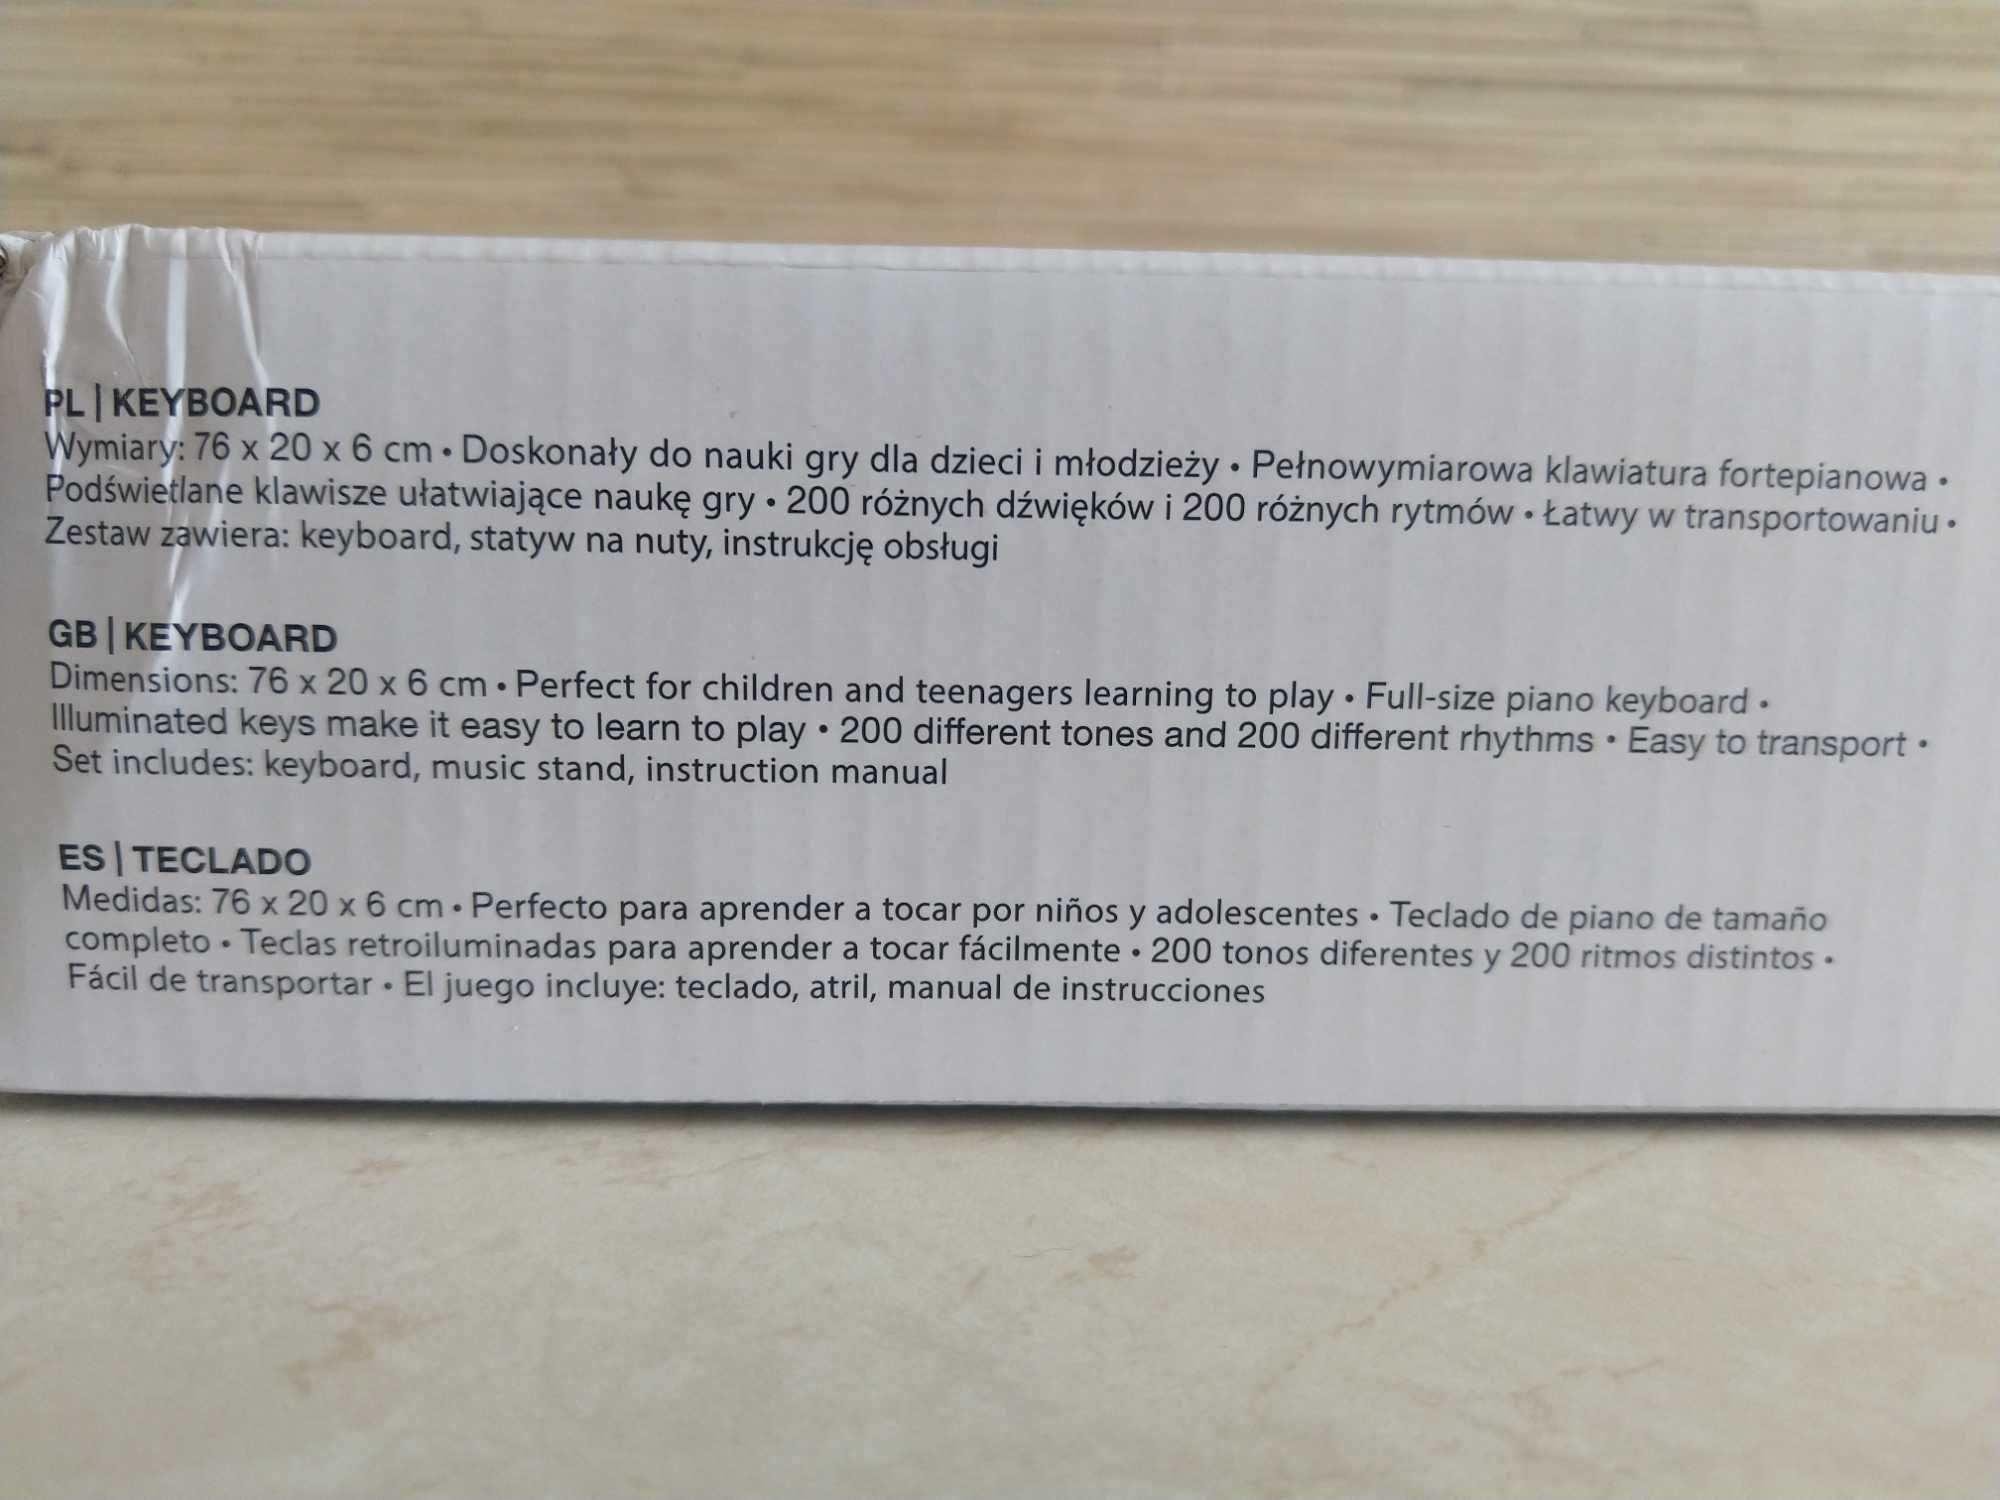 PL | KEYBOARD
Wymiary: 76 x 20 x 6 cm • Doskonały do nauki gry dla dzieci i młodzieży • Pełnowymiarowa klawiatura fortepianowa •
Podświetlane klawisze ułatwiające naukę gry • 200 różnych dźwięków i 200 różnych rytmów • Łatwy w transportowaniu •
Zestaw zawiera: keyboard, statyw na nuty, instrukcję obsługi
GB | KEYBOARD
Dimensions: 76 x 20 x 6 cm • Perfect for children and teenagers learning to play • Full-size piano keyboard •
Illuminated keys make it easy to learn to play • 200 different tones and 200 different rhythms • Easy to transport •
Set includes: keyboard, music stand, instruction manual
ES | TECLADO
Medidas: 76 x 20 x 6 cm • Perfecto para aprender a tocar por niños y adolescentes • Teclado de piano de tamaño
completo • Teclas retroiluminadas para aprender a tocar fácilmente • 200 tonos diferentes y 200 ritmos distintos •
Fácil de transportar • El juego incluye: teclado, atril, manual de instrucciones